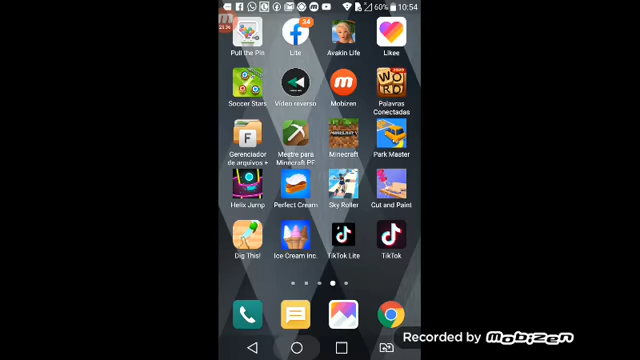 60% 10:54
34
Pull the Pin Lite Avakin Life Likee
WORD
Soccer Stars Vídeo reverso Mobizen Palavras
Conectadas
F
MINECRAFT
Gerenciador Mestre para Minecraft Park Master
de arquivos + Minecraft PE
Helix Jump Perfect Cream Sky Roller Cut and Paint
Dig This! Ice Cream Inc. TikTok Lite TikTok
Recorded by Mobizen